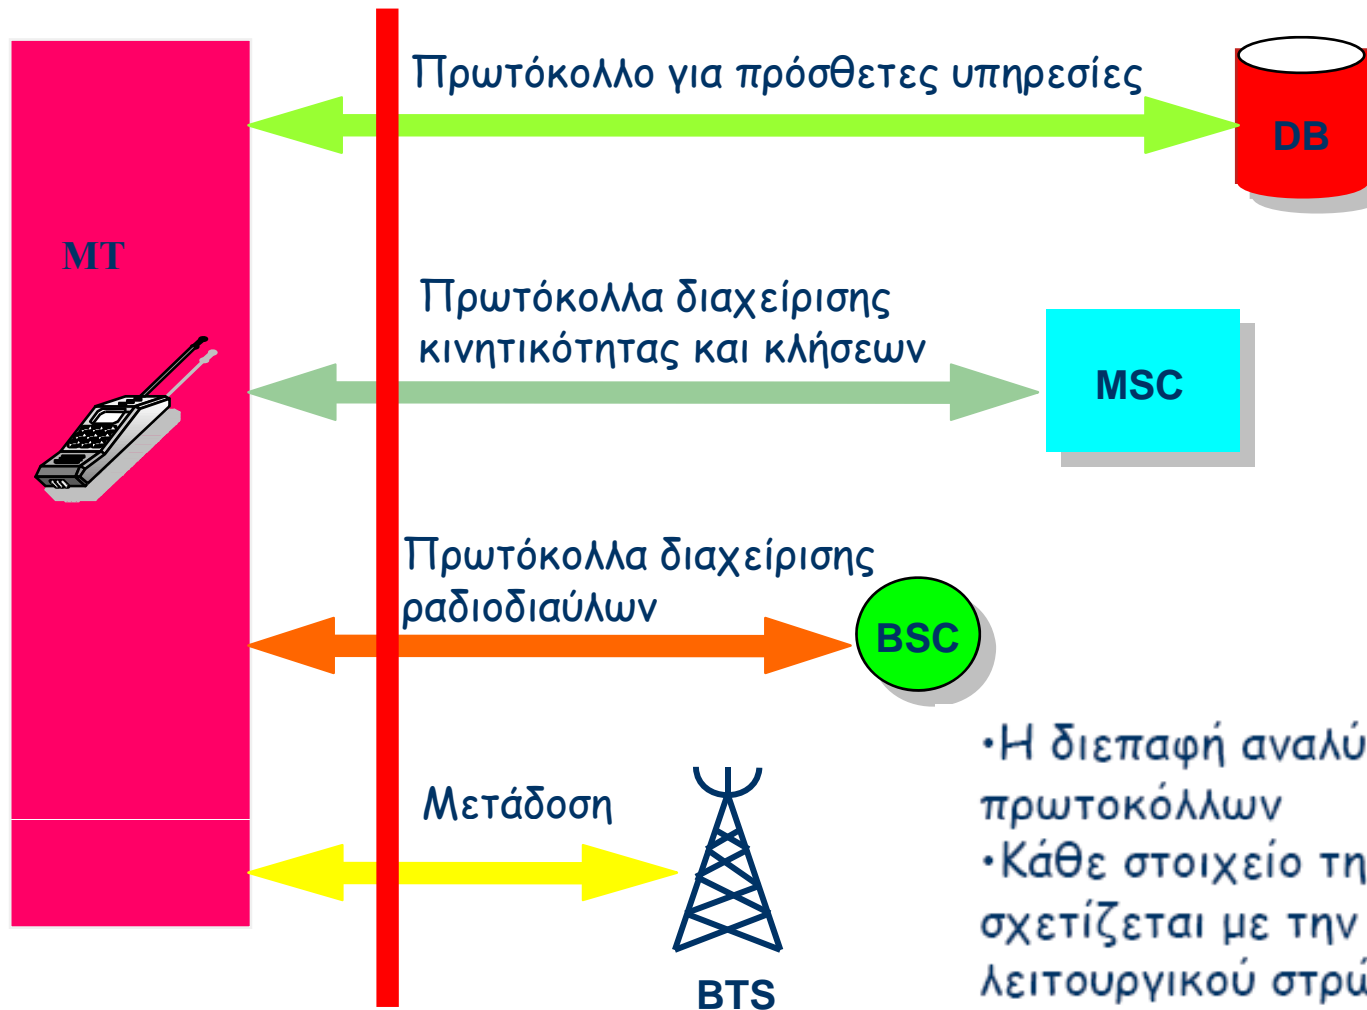 Πρωτόκολλο για πρόσθετες υπηρεσίες
DB
MT
Πρωτόκολλα διαχείρισης
κινητικότητας και κλήσεων
MSC
Πρωτόκολλα διαχείρισης
ραδιοδιαύλων
BSC
Μετάδοση
BTS
•Η διεπαφή
πρωτοκόλλων
•Κάθε στοιχείο
σχετίζεται με την
λειτουργικού